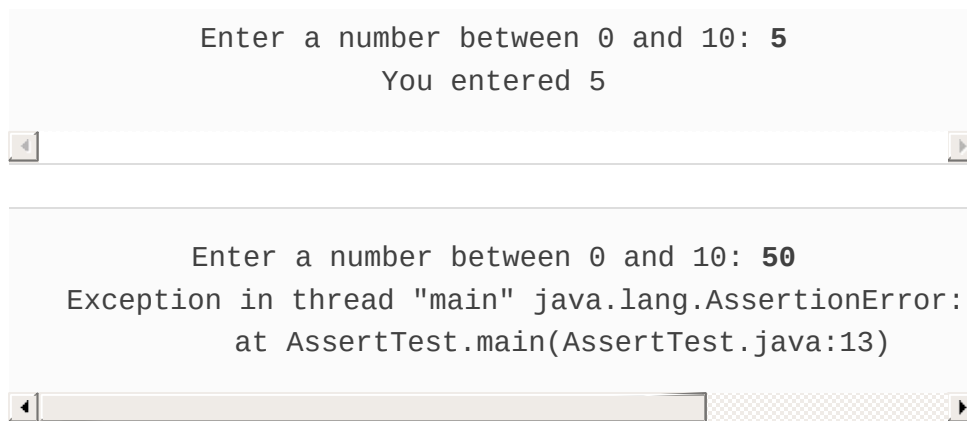 Enter a number between 0 and 10: 5
You entered 5
Enter a number between 0 and 10: 50
Exception in thread "main" java.lang.AssertionError:
at AssertTest.main(AssertTest.java:13)